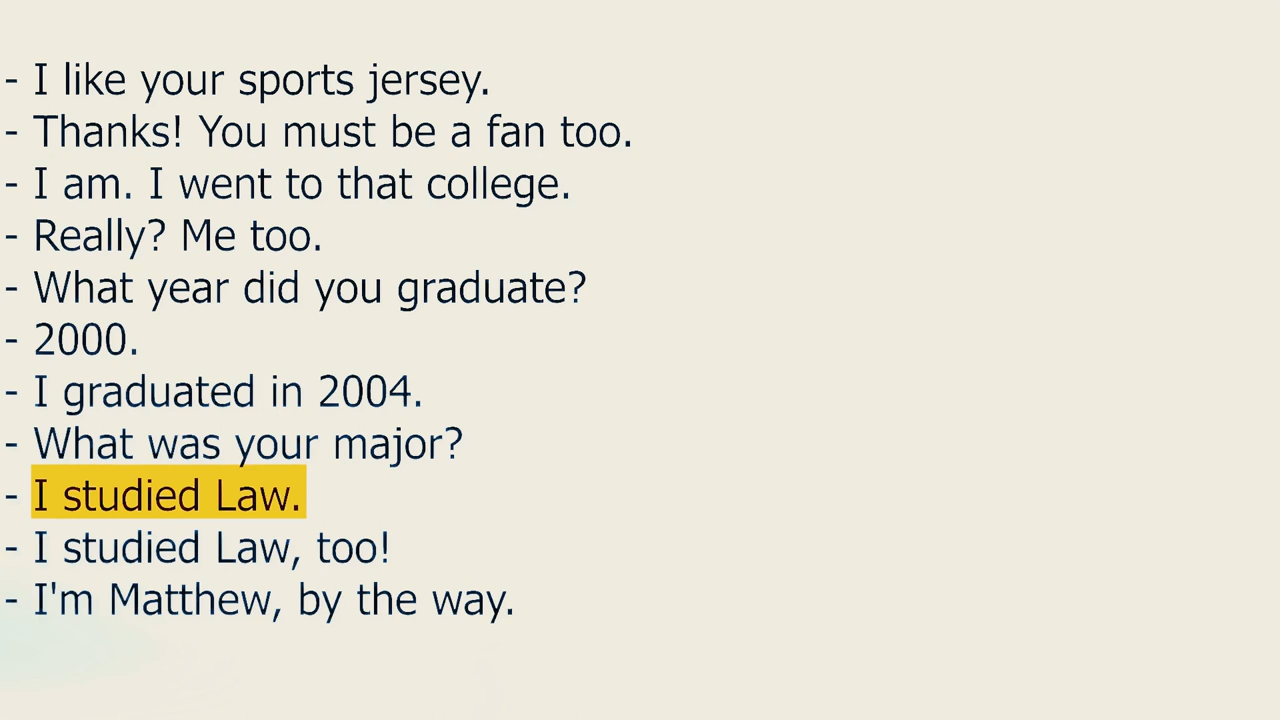 - I like your sports jersey.
- Thanks! You must be a fan too.
- I am. I went to that college.
- Really? Me too.
- What year did you graduate?
- 2000.
- I graduated in 2004.
- What was your major?
- I studied Law.
- I studied Law, too!
- I'm Matthew, by the way.